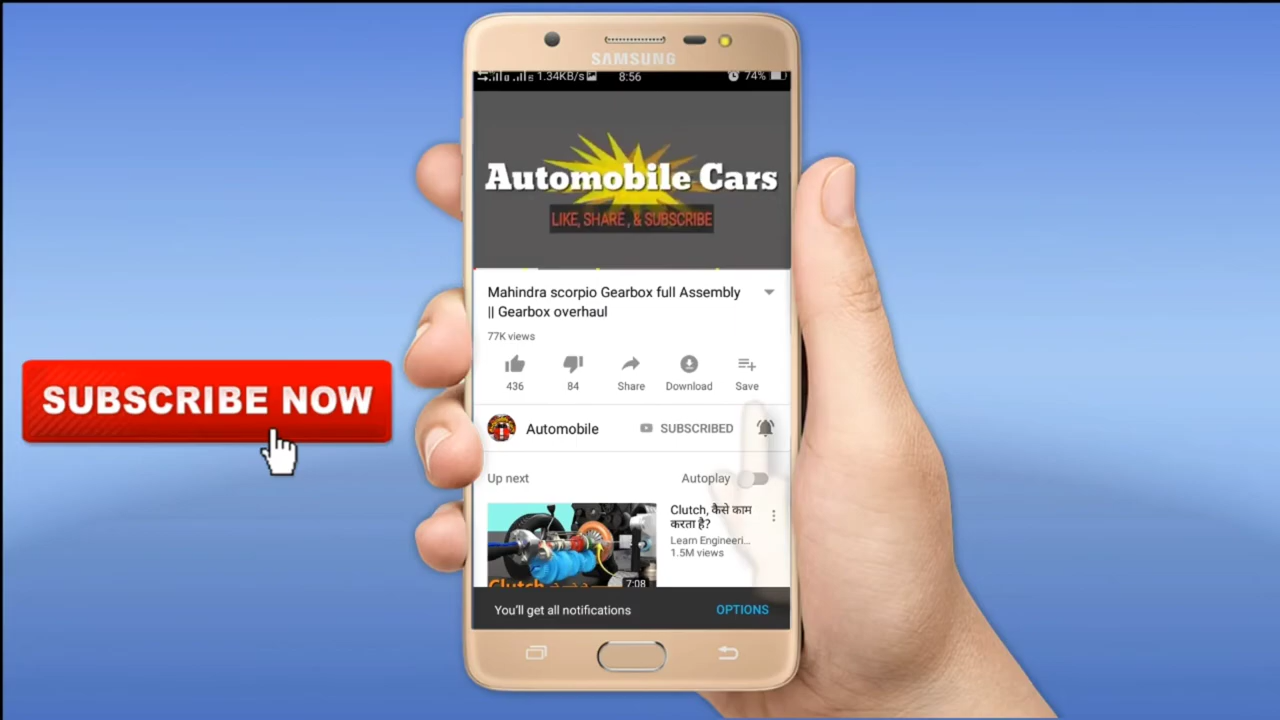 SAMSUNG
1.34KB/s 8:56 74%
Automobile Cars
LIKE, SHARE , & SUBSCRIBE
Mahindra scorpio Gearbox full Assembly
|| Gearbox overhaul
77K views
436 84 Share Download Save
SUBSCRIBE NOW
Automobile SUBSCRIBED
Up next Autoplay
Clutch, कैसे काम
करता है?
Learn Engineeri...
1.5M views
Clutch
7:08
You'll get all notifications OPTIONS